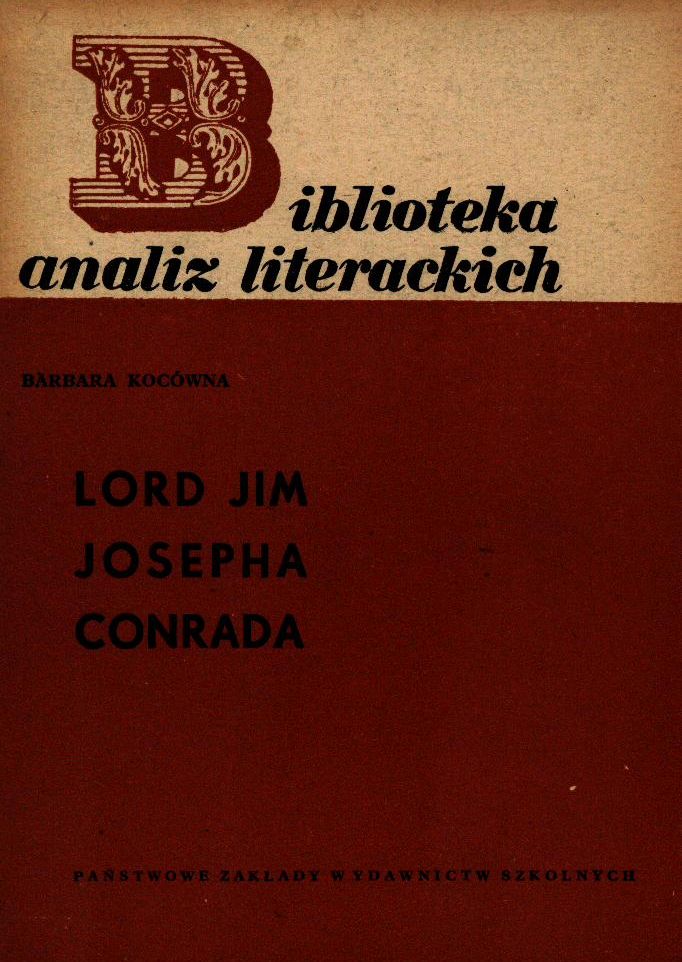 Biblioteka
analiz literackich
BARBARA KOCÓWNA
LORD JIM
JOSEPHA
CONRADA
PAŃSTWOWE ZAKŁADY WYDAWNICTW SZKOLNYCH